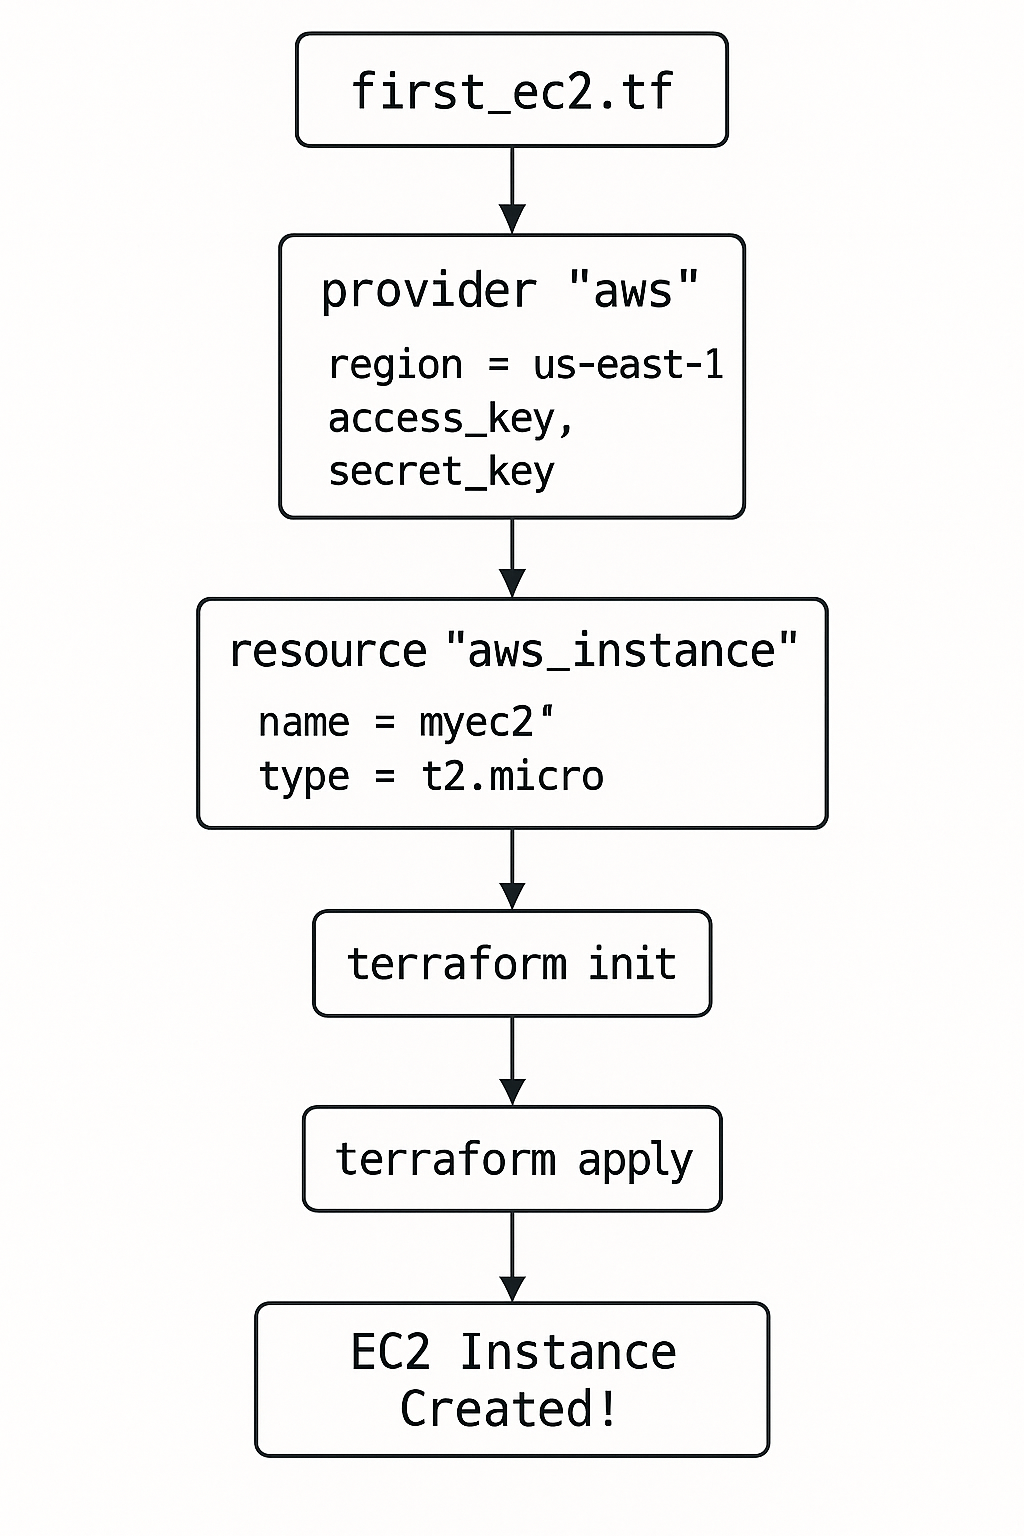 first_ec2.tf
provider "aws"
region = us-east-1
access_key,
secret_key
resource "aws_instance"
name = myec2"
type = t2.micro
terraform init
terraform apply
EC2 Instance
Created!